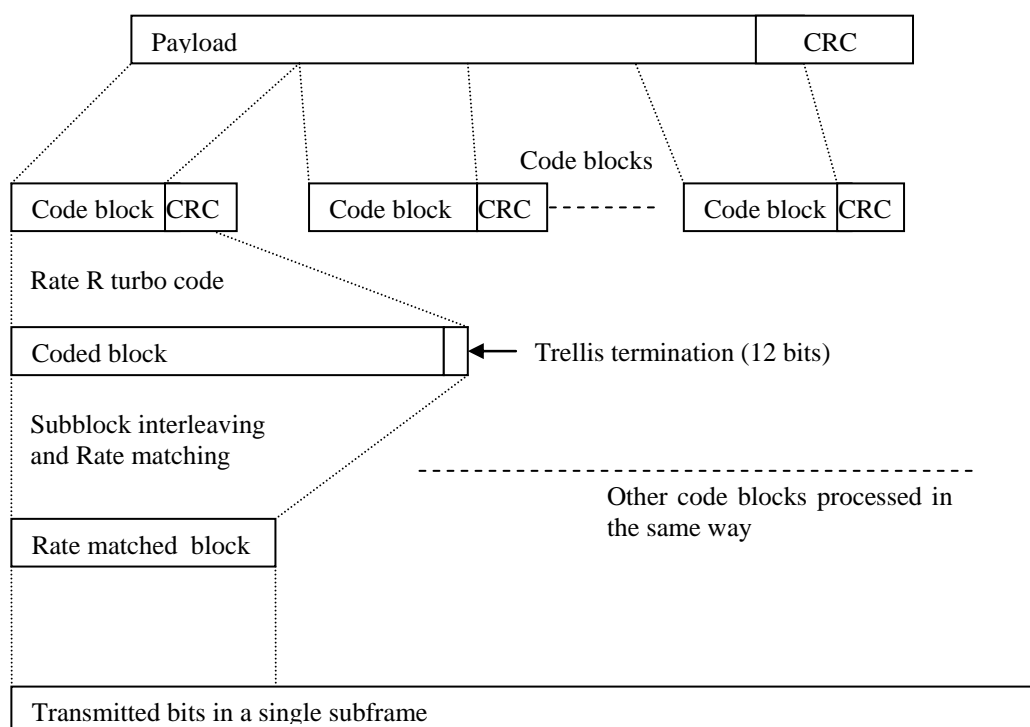 Payload
CRC
Code blocks
Code block CRC
Code block CRC
Code block CRC
Rate R turbo code
Coded block
Trellis termination (12 bits)
Subblock interleaving
and Rate matching
Other code blocks processed in
the same way
Rate matched block
Transmitted bits in a single subframe